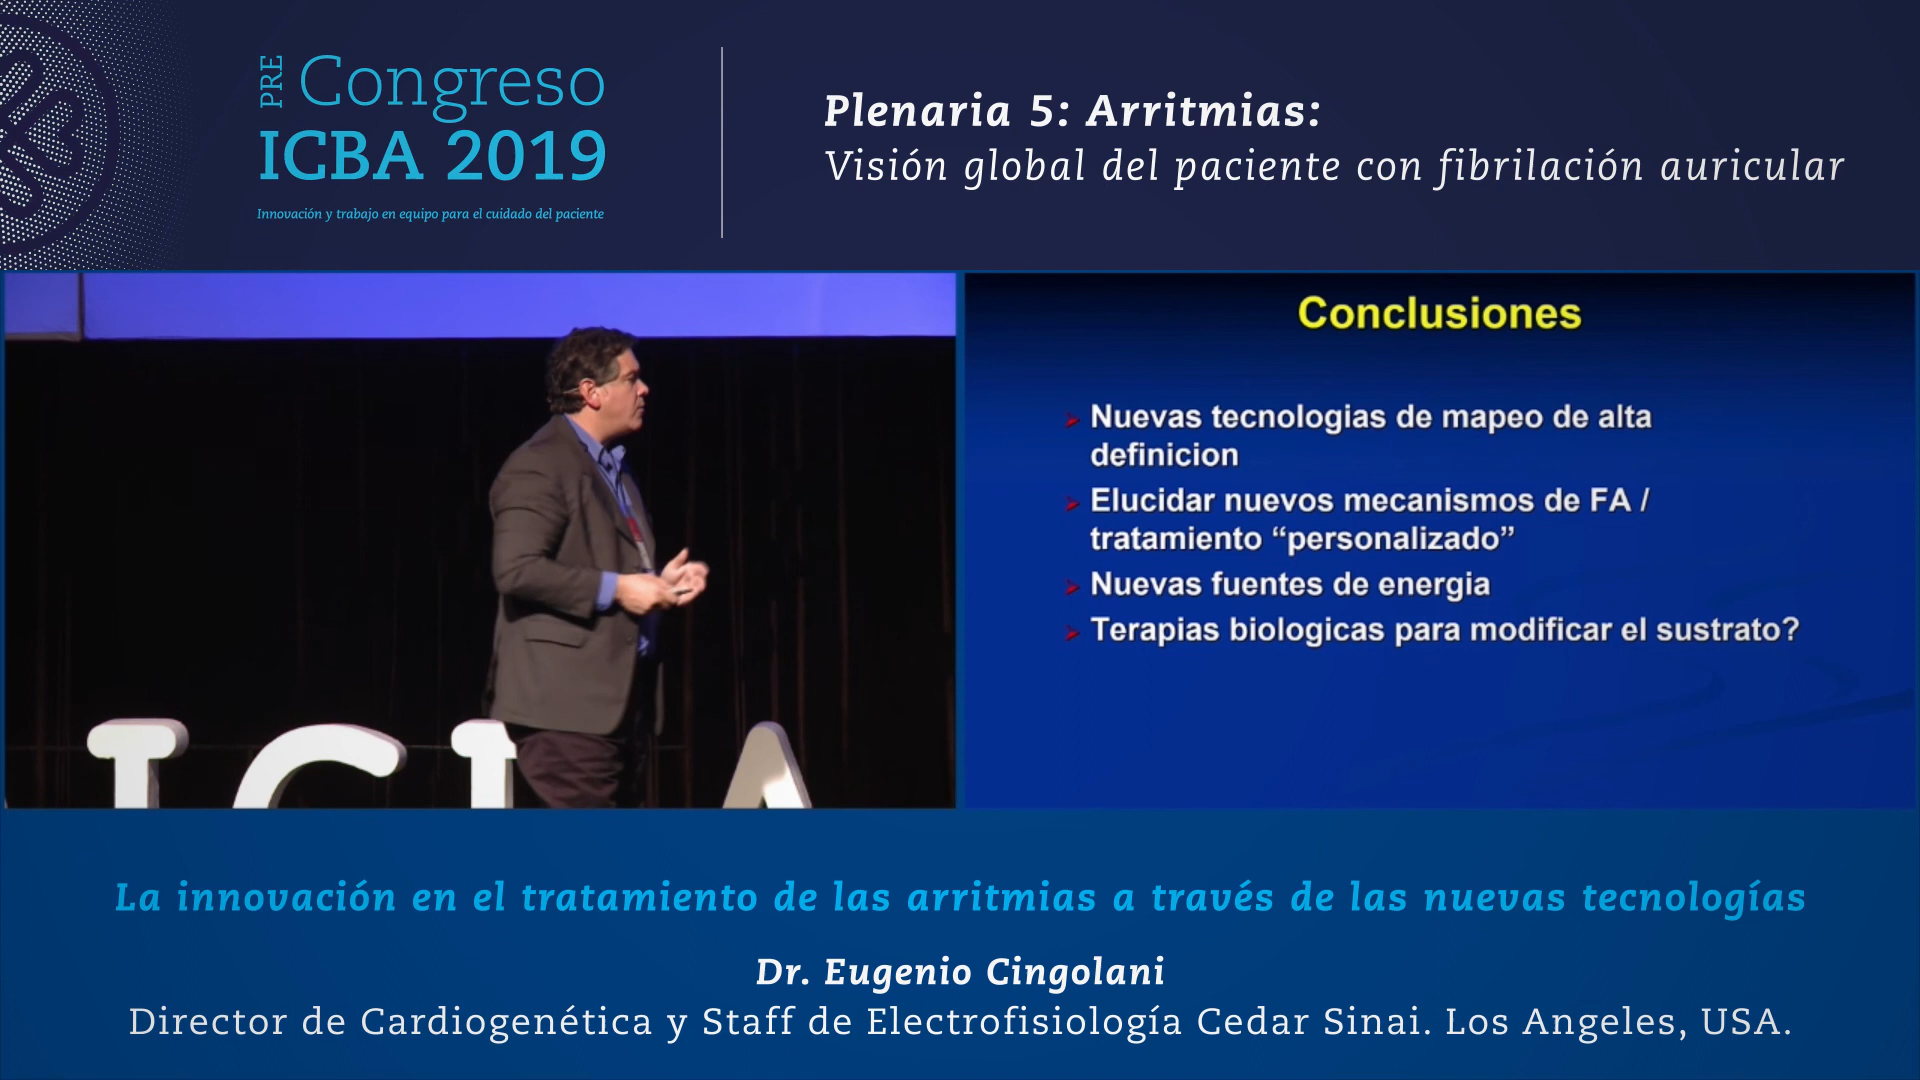 PRE Congreso
ICBA 2019
Innovación y trabajo en equipo para el cuidado del paciente
Plenaria 5: Arritmias:
Visión global del paciente con fibrilación auricular
Conclusiones
Nuevas tecnologias de mapeo de alta
definicion
Elucidar nuevos mecanismos de FA /
tratamiento “personalizado”
Nuevas fuentes de energia
Terapias biologicas para modificar el sustrato?
La innovación en el tratamiento de las arritmias a través de las nuevas tecnologías
Dr. Eugenio Cingolani
Director de Cardiogenética y Staff de Electrofisiología Cedar Sinai. Los Angeles, USA.